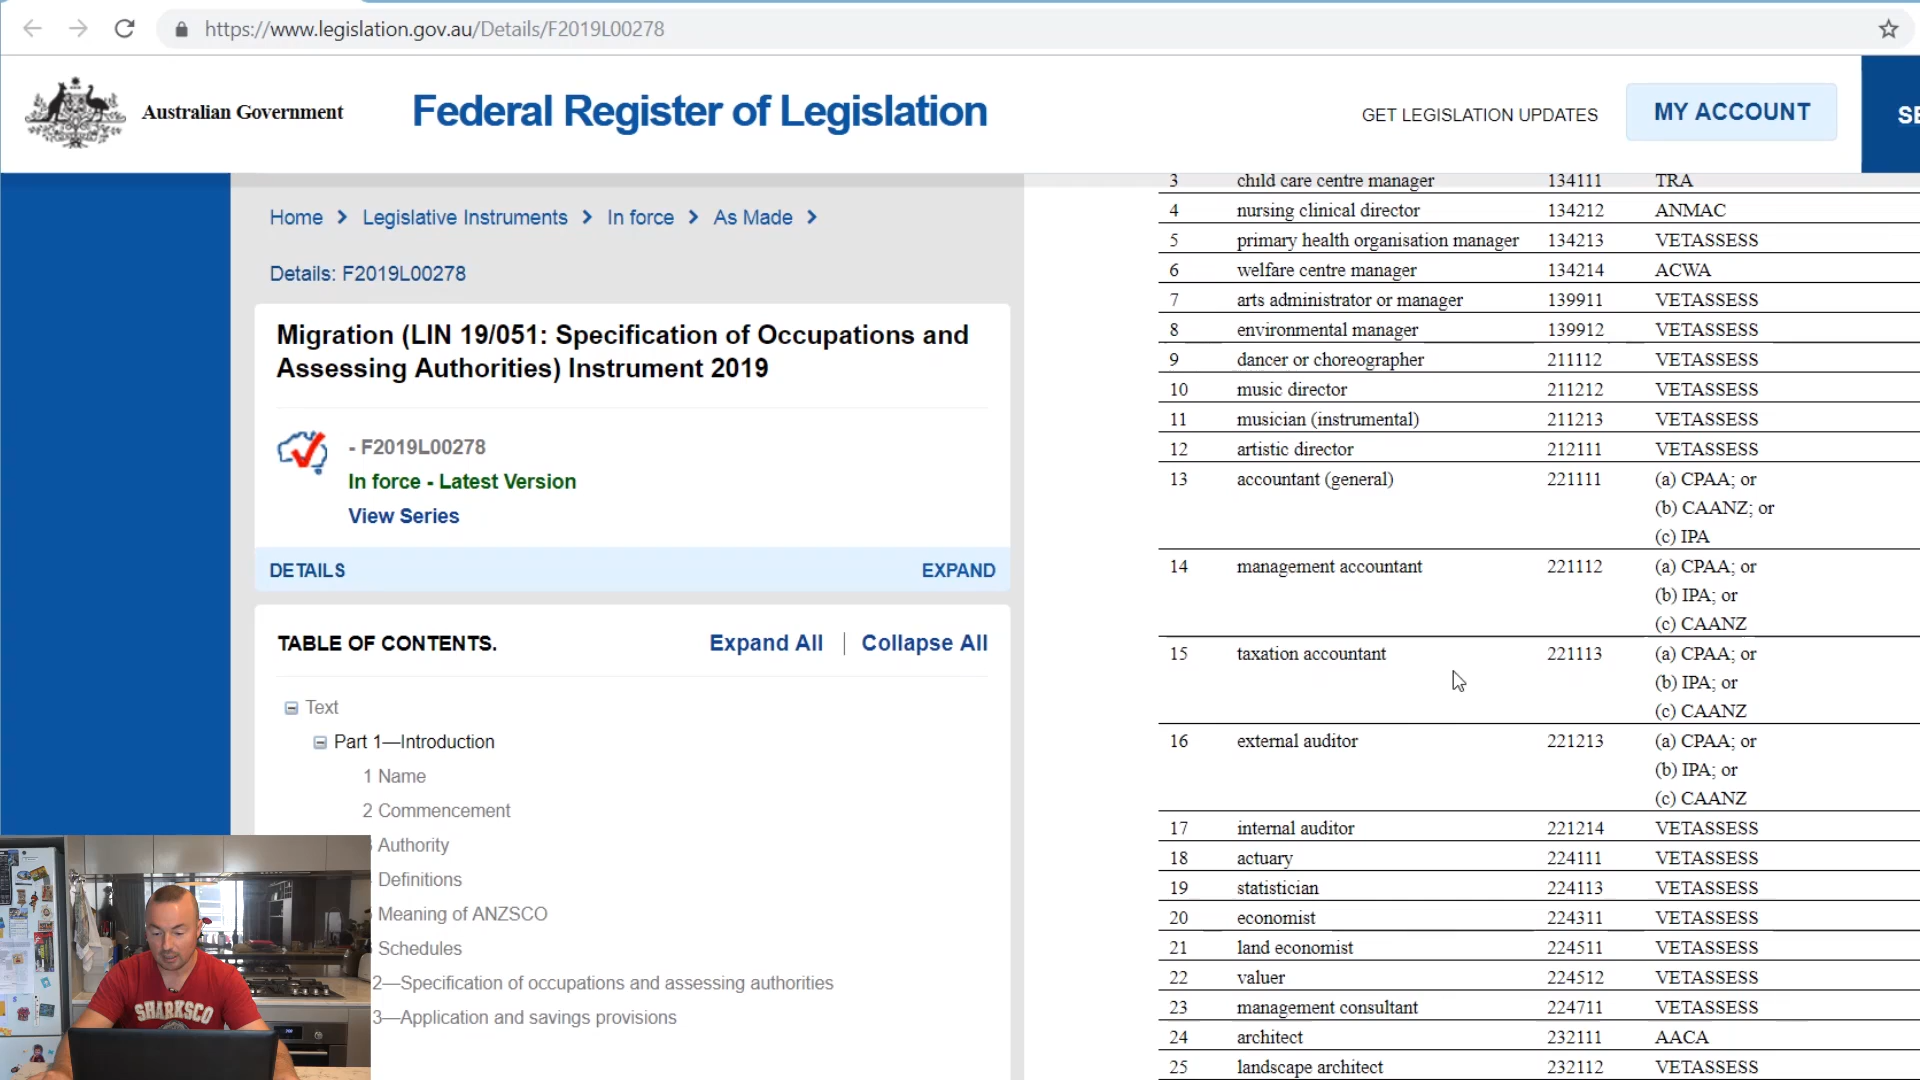 https://www.legislation.gov.au/Details/F2019L00278
Australian Government
Federal Register of Legislation
GET LEGISLATION UPDATES
MY ACCOUNT
Home > Legislative Instruments > In force > As Made >
Details: F2019L00278
Migration (LIN 19/051: Specification of Occupations and
Assessing Authorities) Instrument 2019
- F2019L00278
In force - Latest Version
View Series
DETAILS EXPAND
TABLE OF CONTENTS. Expand All | Collapse All
Text
Part 1—Introduction
1 Name
2 Commencement
Authority
Definitions
Meaning of ANZSCO
Schedules
2—Specification of occupations and assessing authorities
3—Application and savings provisions
3 child care centre manager 134111 TRA
4 nursing clinical director 134212 ANMAC
5 primary health organisation manager 134213 VETASSESS
6 welfare centre manager 134214 ACWA
7 arts administrator or manager 139911 VETASSESS
8 environmental manager 139912 VETASSESS
9 dancer or choreographer 211112 VETASSESS
10 music director 211212 VETASSESS
11 musician (instrumental) 211213 VETASSESS
12 artistic director 212111 VETASSESS
13 accountant (general) 221111 (a) CPAA; or
(b) CAANZ; or
(c) IPA
14 management accountant 221112 (a) CPAA; or
(b) IPA; or
(c) CAANZ
15 taxation accountant 221113 (a) CPAA; or
(b) IPA; or
(c) CAANZ
16 external auditor 221213 (a) CPAA; or
(b) IPA; or
(c) CAANZ
17 internal auditor 221214 VETASSESS
18 actuary 224111 VETASSESS
19 statistician 224113 VETASSESS
20 economist 224311 VETASSESS
21 land economist 224511 VETASSESS
22 valuer 224512 VETASSESS
23 management consultant 224711 VETASSESS
24 architect 232111 AACA
25 landscape architect 232112 VETASSESS
SHARKSCO